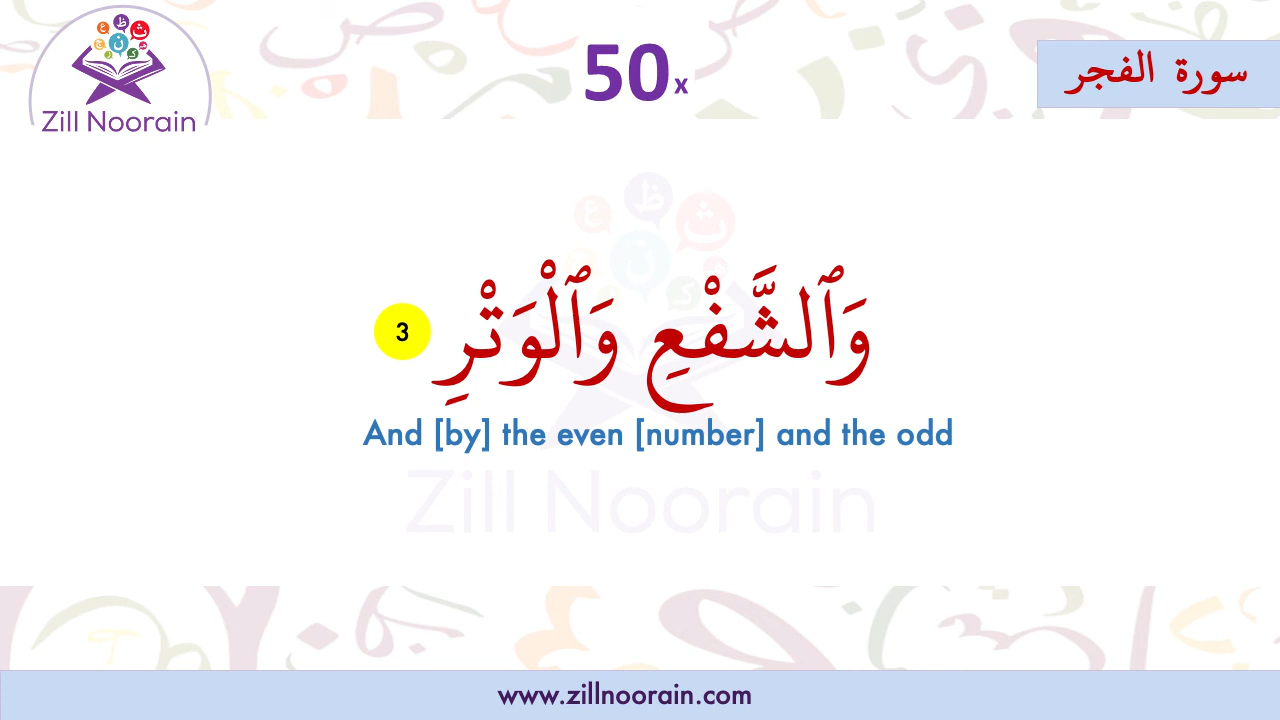 Zill Noorain
50x
سورة الفجر
وَٱلشَّفْعِ وَٱلْوَتْرِ 3
And [by] the even [number] and the odd
Zill Noorain
www.zillnoorain.com